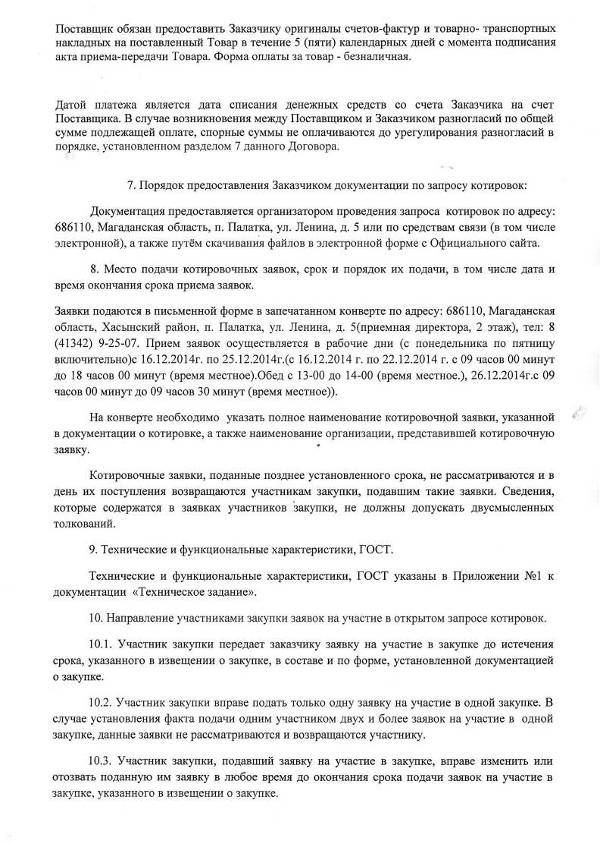 Поставщик обязан предоставить Заказчику оригиналы счетов-фактур и товарно- транспортных
накладных на поставленный Товар в течение 5 (пяти) календарных дней с момента подписания
акта приема-передачи Товара. Форма оплаты за товар - безналичная.
Датой платежа является дата списания денежных средств со счета Заказчика на счет
Поставщика. В случае возникновения между Поставщиком и Заказчиком разногласий по общей
сумме подлежащей оплате, спорные суммы не оплачиваются до урегулирования разногласий в
порядке, установленном разделом 7 данного Договора.
7. Порядок предоставления Заказчиком документации по запросу котировок:
Документация предоставляется организатором проведения запроса котировок по адресу:
686110, Магаданская область, п. Палатка, ул. Ленина, д. 5 или по средствам связи (в том числе
электронной), а также путём скачивания файлов в электронной форме с Официального сайта.
8. Место подачи котировочных заявок, срок и порядок их подачи, в том числе дата и
время окончания срока приема заявок.
Заявки подаются в письменной форме в запечатанном конверте по адресу: 686110, Магаданская
область, Хасынский район, п. Палатка, ул. Ленина, д. 5(приемная директора, 2 этаж), тел: 8
(41342) 9-25-07. Прием заявок осуществляется в рабочие дни (с понедельника по пятницу
включительно)с 16.12.2014г. по 25.12.2014г.(с 16.12.2014 г. по 22.12.2014 г. с 09 часов 00 минут
до 18 часов 00 минут (время местное).Обед с 13-00 до 14-00 (время местное.), 26.12.2014г.с 09
часов 00 минут до 09 часов 30 минут (время местное)).
На конверте необходимо указать полное наименование котировочной заявки, указанной
в документации о котировке, а также наименование организации, представившей котировочную
заявку.
Котировочные заявки, поданные позднее установленного срока, не рассматриваются и в
день их поступления возвращаются участникам закупки, подавшим такие заявки. Сведения,
которые содержатся в заявках участников закупки, не должны допускать двусмысленных
толкований.
9. Технические и функциональные характеристики, ГОСТ.
Технические и функциональные характеристики, ГОСТ указаны в Приложении №1 к
документации «Техническое задание».
10. Направление участниками закупки заявок на участие в открытом запросе котировок.
10.1. Участник закупки передает заказчику заявку на участие в закупке до истечения
срока, указанного в извещении о закупке, в составе и по форме, установленной документацией
о закупке.
10.2. Участник закупки вправе подать только одну заявку на участие в одной закупке. В
случае установления факта подачи одним участником двух и более заявок на участие в одной
закупке, данные заявки не рассматриваются и возвращаются участнику.
10.3. Участник закупки, подавший заявку на участие в закупке, вправе изменить или
отозвать поданную им заявку в любое время до окончания срока подачи заявок на участие в
закупке, указанного в извещении о закупке.